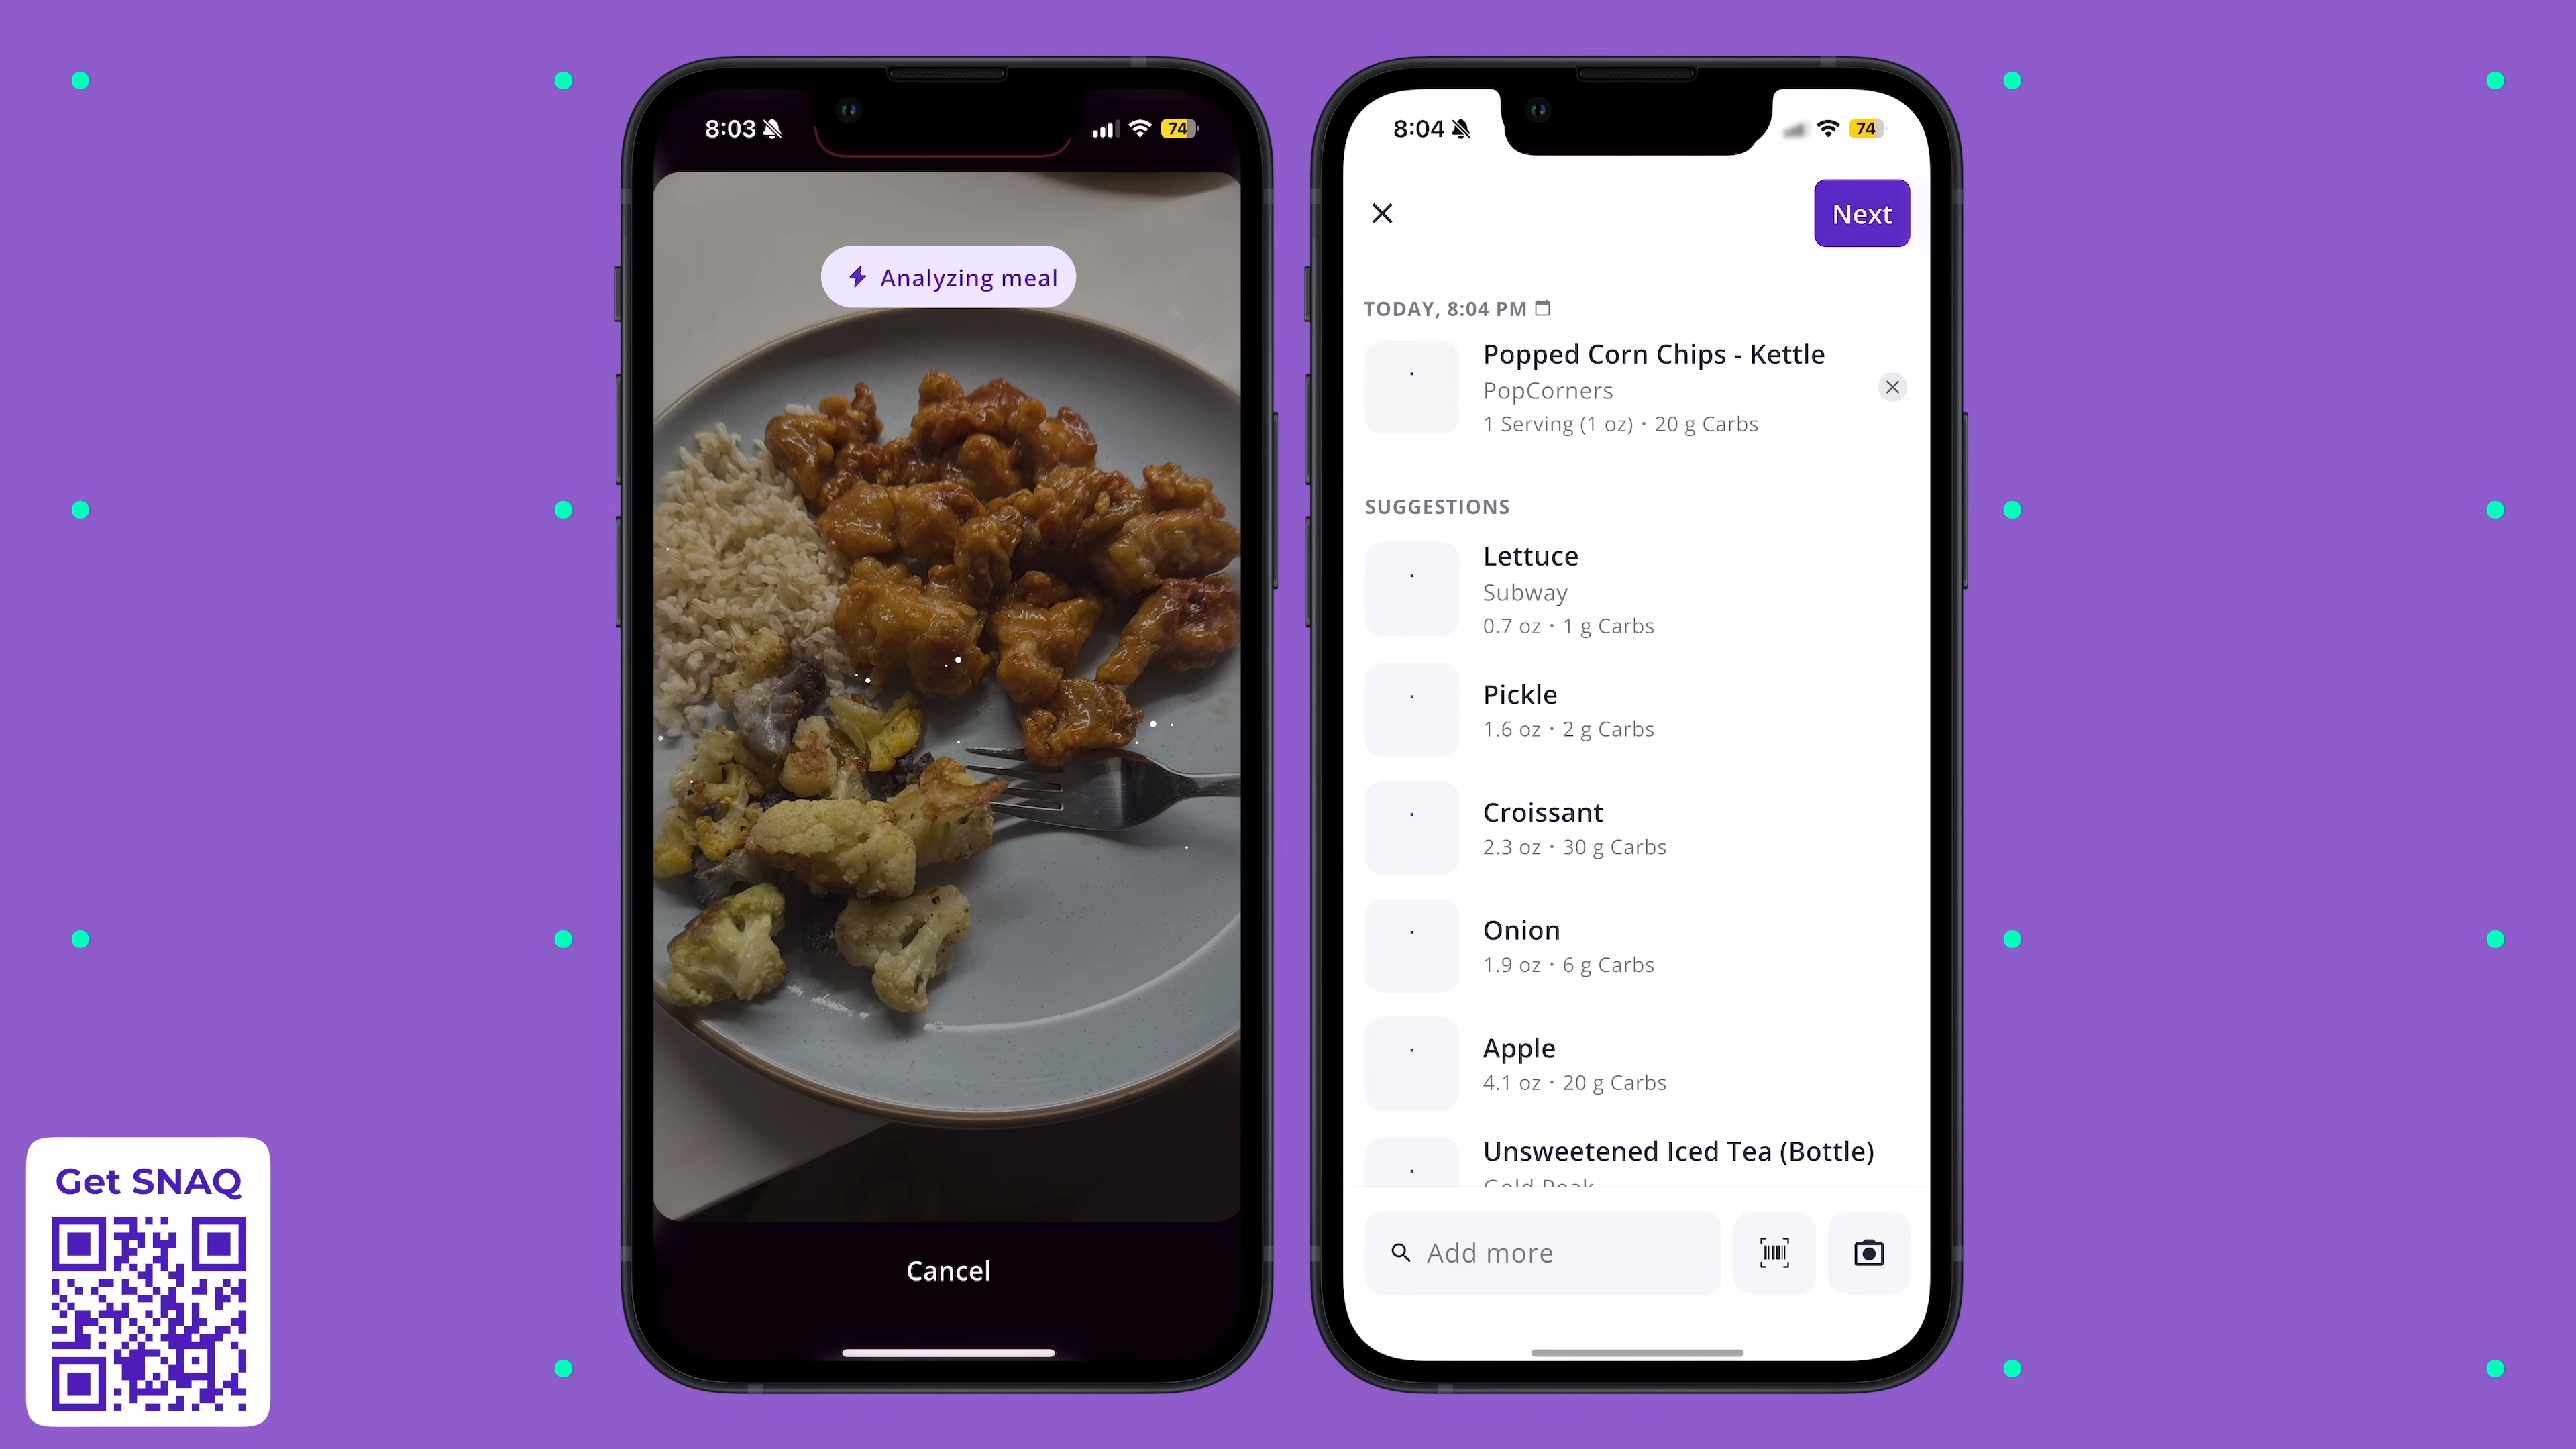 8:03
74
Analyzing meal
Cancel
8:04
74
Next
TODAY, 8:04 PM
Popped Corn Chips - Kettle
PopCorners
1 Serving (1 oz) • 20 g Carbs
SUGGESTIONS
Lettuce
Subway
0.7 oz • 1 g Carbs
Pickle
1.6 oz • 2 g Carbs
Croissant
2.3 oz • 30 g Carbs
Onion
1.9 oz • 6 g Carbs
Apple
4.1 oz • 20 g Carbs
Unsweetened Iced Tea (Bottle)
Gold Peak
Add more
Get SNAQ